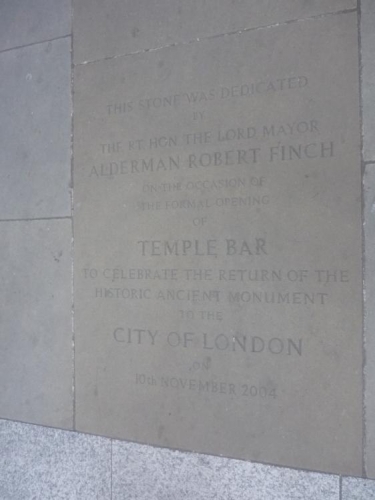 THIS STONE WAS DEDICATED
BY
THE RT HON THE LORD MAYOR
ALDERMAN ROBERT FINCH
ON THE OCCASION OF
THE FORMAL OPENING
OF
TEMPLE BAR
TO CELEBRATE THE RETURN OF THE
HISTORIC ANCIENT MONUMENT
TO THE
CITY OF LONDON
ON
10th NOVEMBER 2004